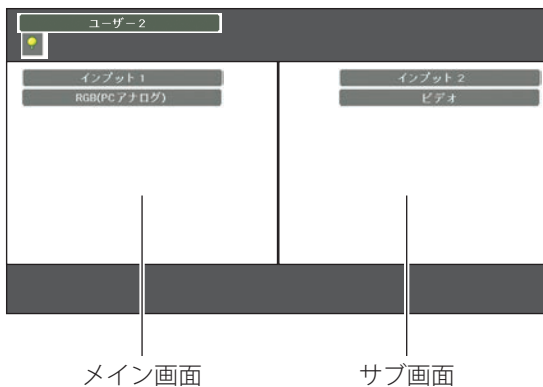 ユーザー2
インプット1
インプット2
RGB(PCアナログ)
ビデオ
メイン画面
サブ画面